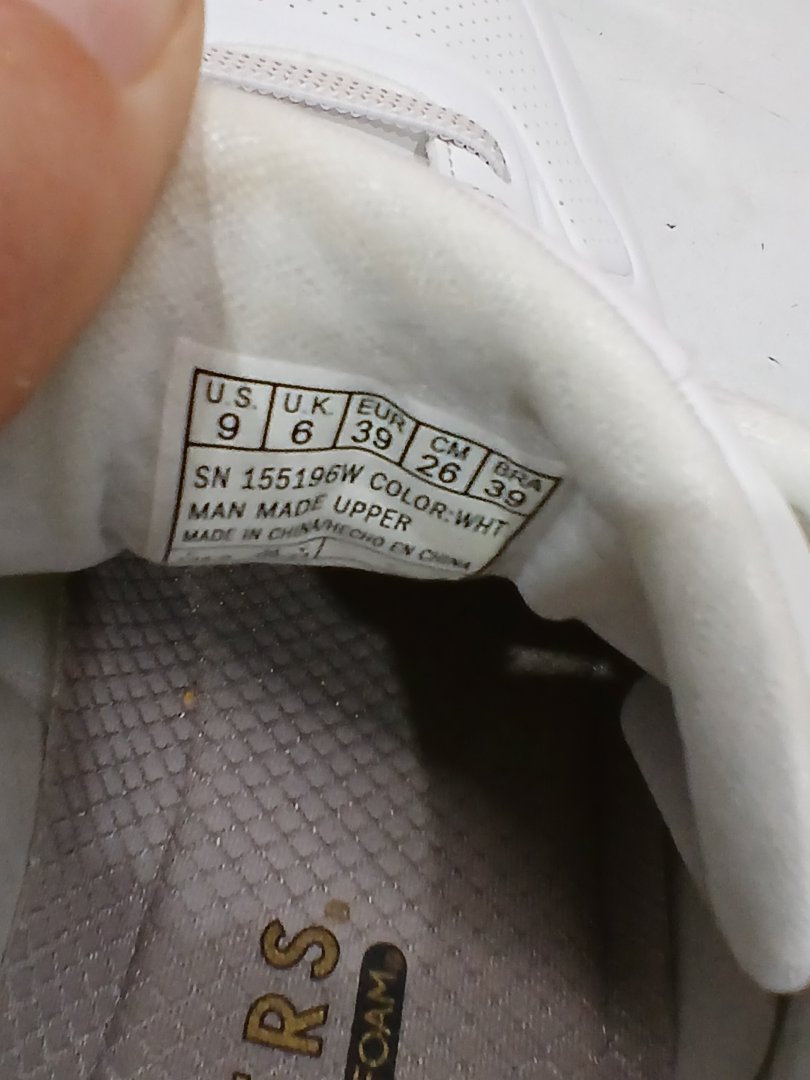 U.S. U.K. EUR CM BRA
9 6 39 26 39
SN 155196W COLOR:WHT
MAN MADE UPPER
MADE IN CHINA/HECHO EN CHINA
RS
FOAM